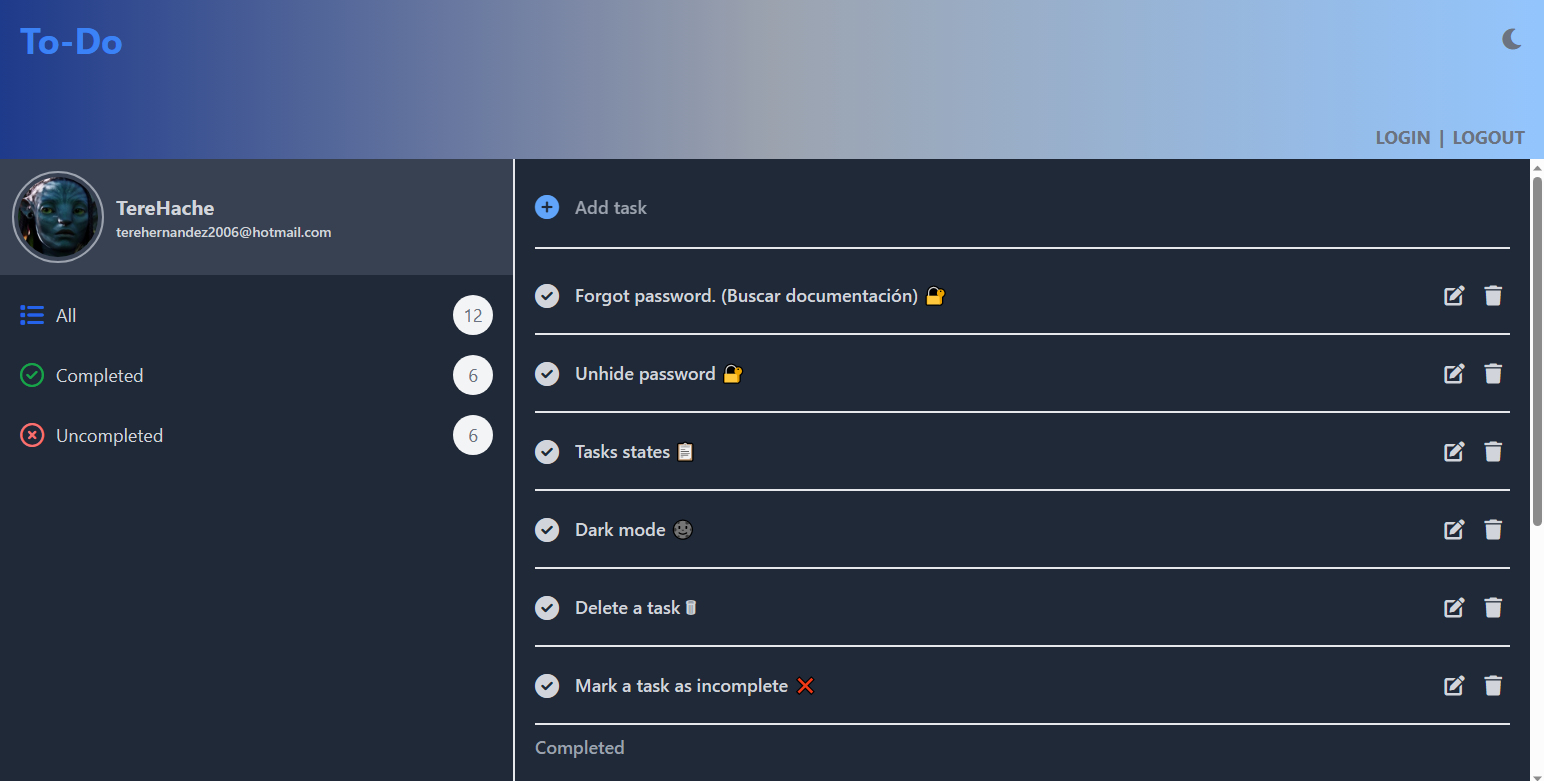 To-Do
LOGIN | LOGOUT
TereHache
terehernandez2006@hotmail.com
All 12
Completed 6
Uncompleted 6
Add task
Forgot password. (Buscar documentación) 🔐
Unhide password 🔐
Tasks states 📋
Dark mode 🌚
Delete a task 🗑️
Mark a task as incomplete ❌
Completed